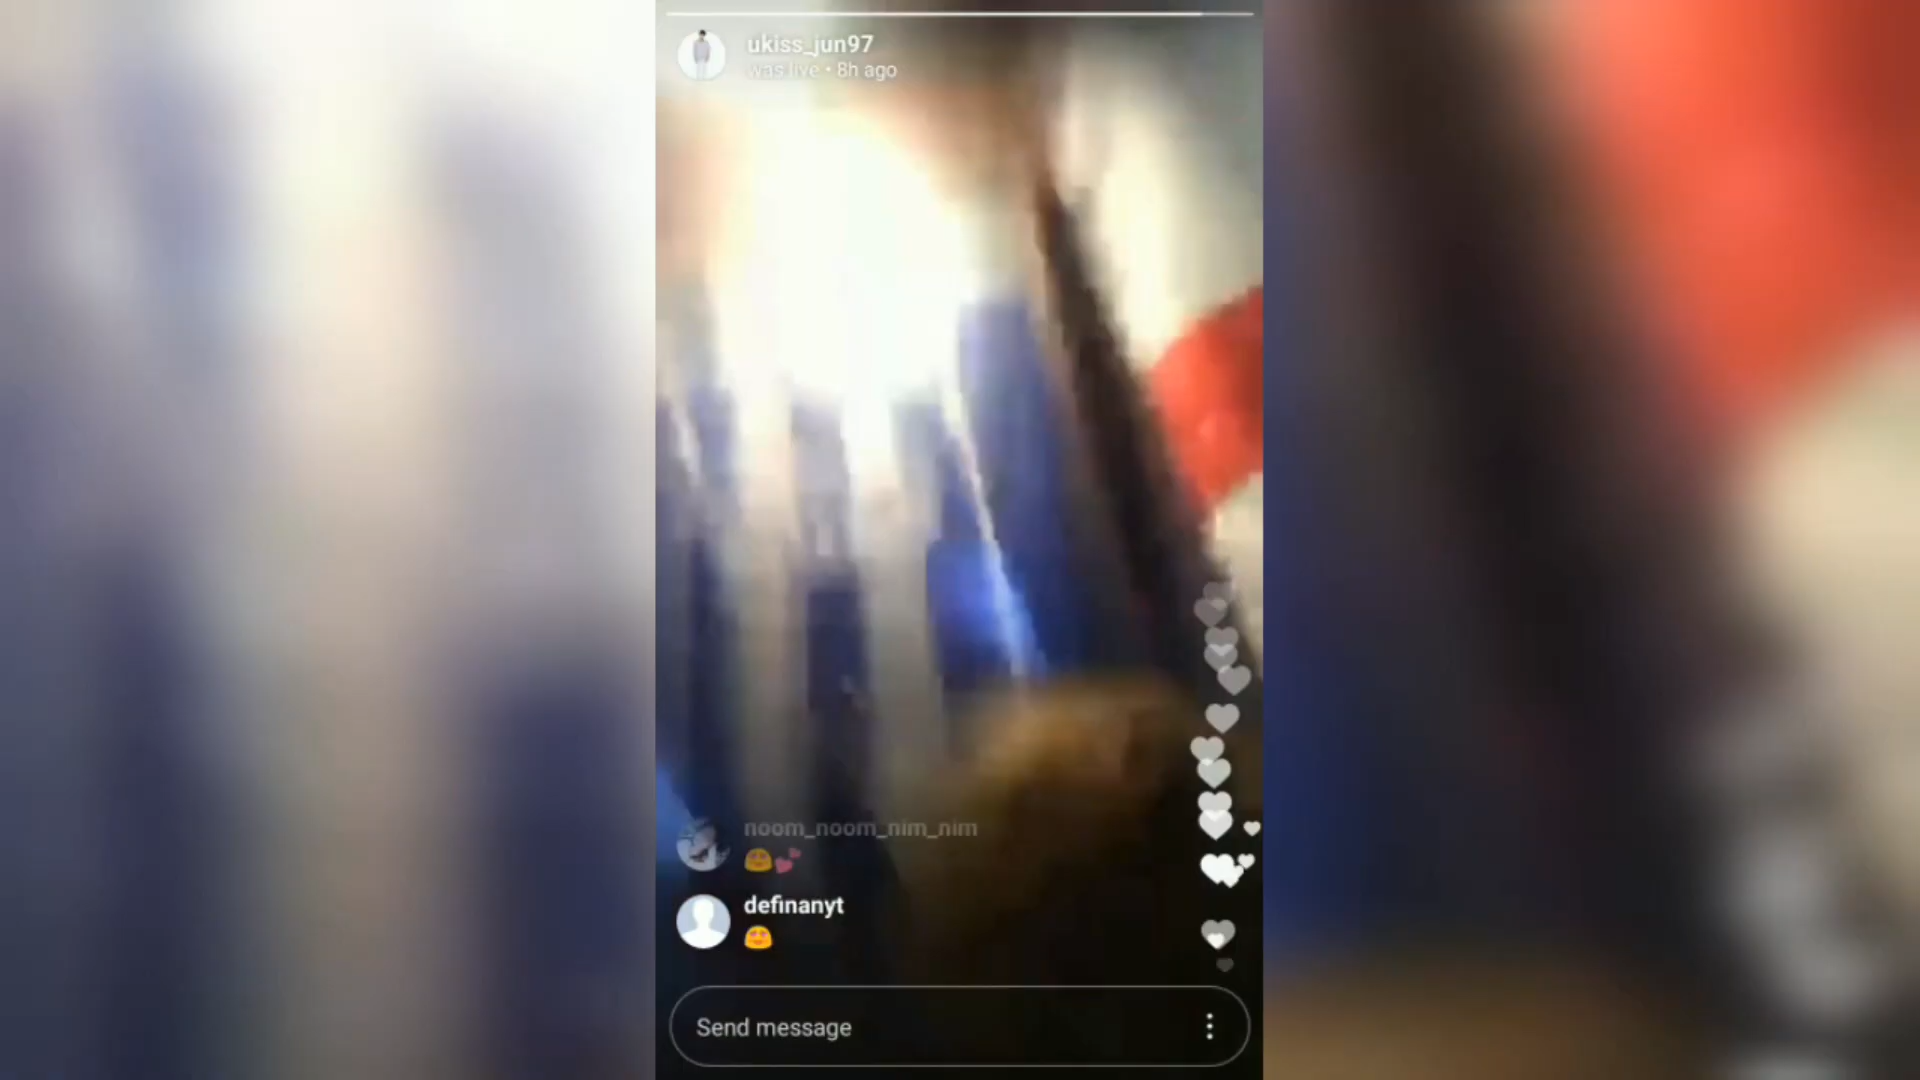 ukiss_jun97
was live • 8h ago
noom_noom_nim_nim
😍💕
definanyt
😍
Send message